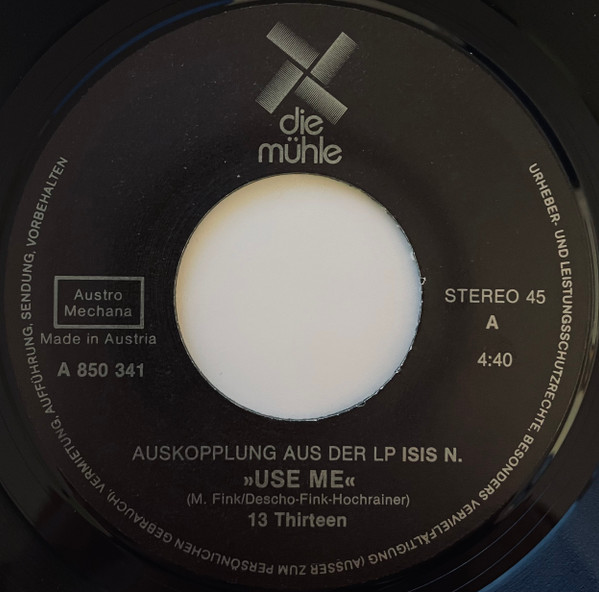 die
mühle
URHEBER- UND LEISTUNGSSCHUTZRECHTE, BESONDERS VERVIELFÄLTIGUNG (AUSSER ZUM PERSÖNLICHEN GEBRAUCH), VERMIETUNG, AUFFÜHRUNG, SENDUNG, VORBEHALTEN
Austro
Mechana
Made in Austria
A 850 341
STEREO 45
A
4:40
AUSKOPPLUNG AUS DER LP ISIS N.
»USE ME«
(M. Fink/Descho-Fink-Hochrainer)
13 Thirteen